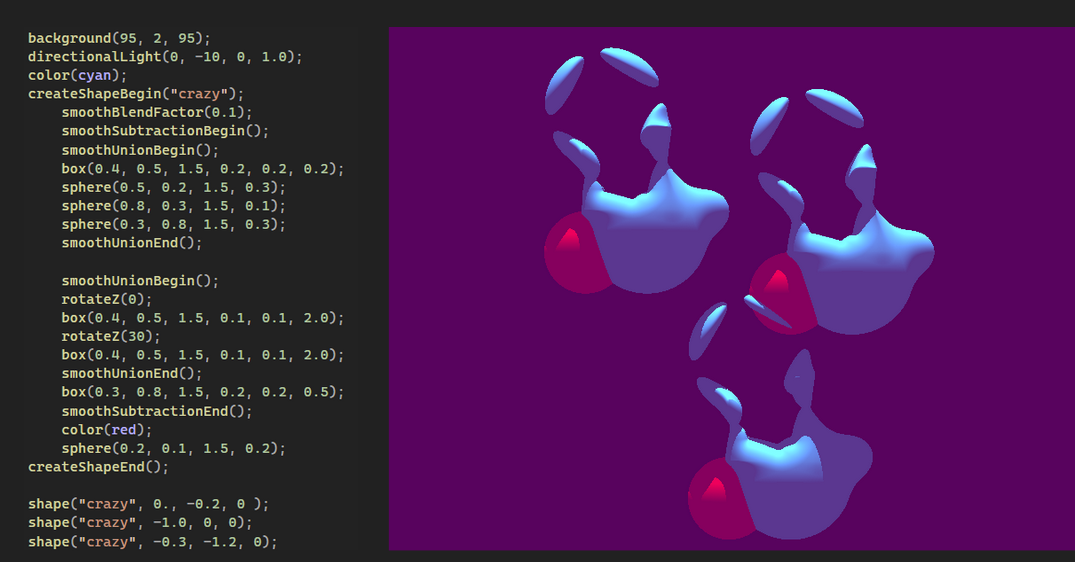 background(95, 2, 95);
directionalLight(0, -10, 0, 1.0);
color(cyan);
createShapeBegin("crazy");
smoothBlendFactor(0.1);
smoothSubtractionBegin();
smoothUnionBegin();
box(0.4, 0.5, 1.5, 0.2, 0.2, 0.2);
sphere(0.5, 0.2, 1.5, 0.3);
sphere(0.8, 0.3, 1.5, 0.1);
sphere(0.3, 0.8, 1.5, 0.3);
smoothUnionEnd();
smoothUnionBegin();
rotateZ(0);
box(0.4, 0.5, 1.5, 0.1, 0.1, 2.0);
rotateZ(30);
box(0.4, 0.5, 1.5, 0.1, 0.1, 2.0);
smoothUnionEnd();
box(0.3, 0.8, 1.5, 0.2, 0.2, 0.5);
smoothSubtractionEnd();
color(red);
sphere(0.2, 0.1, 1.5, 0.2);
createShapeEnd();
shape("crazy", 0., -0.2, 0 );
shape("crazy", -1.0, 0, 0);
shape("crazy", -0.3, -1.2, 0);